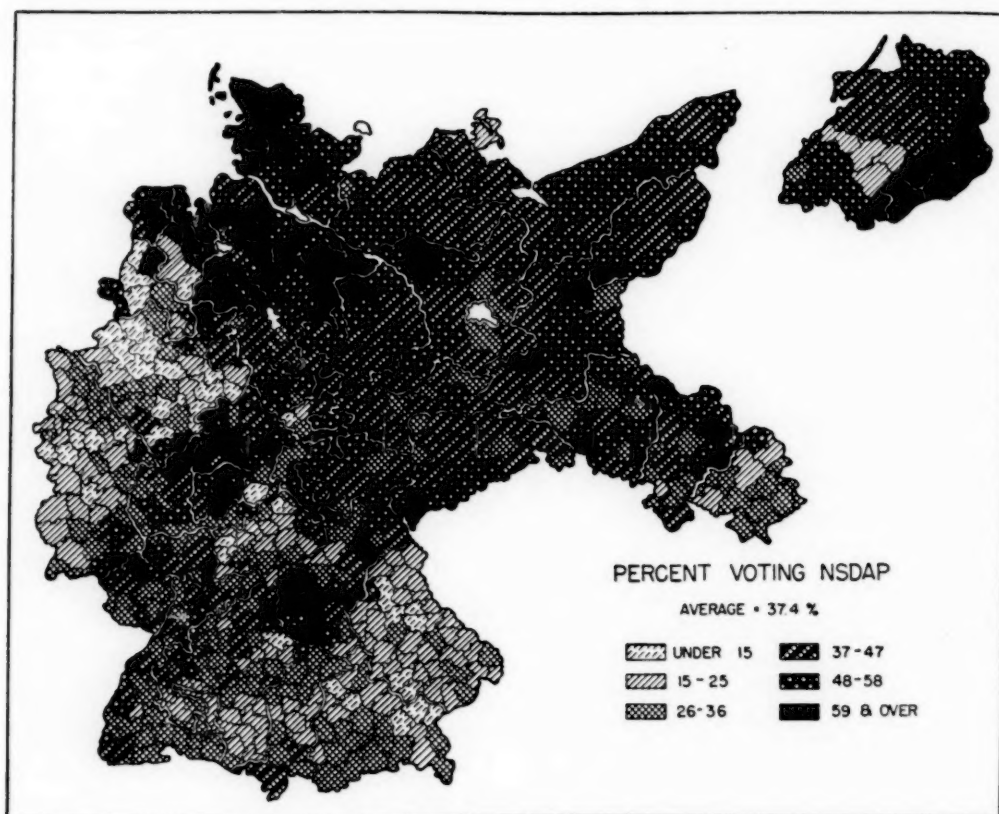 PERCENT VOTING NSDAP
AVERAGE = 37.4 %
UNDER 15 37-47
15-25 48-58
26-36 59 & OVER